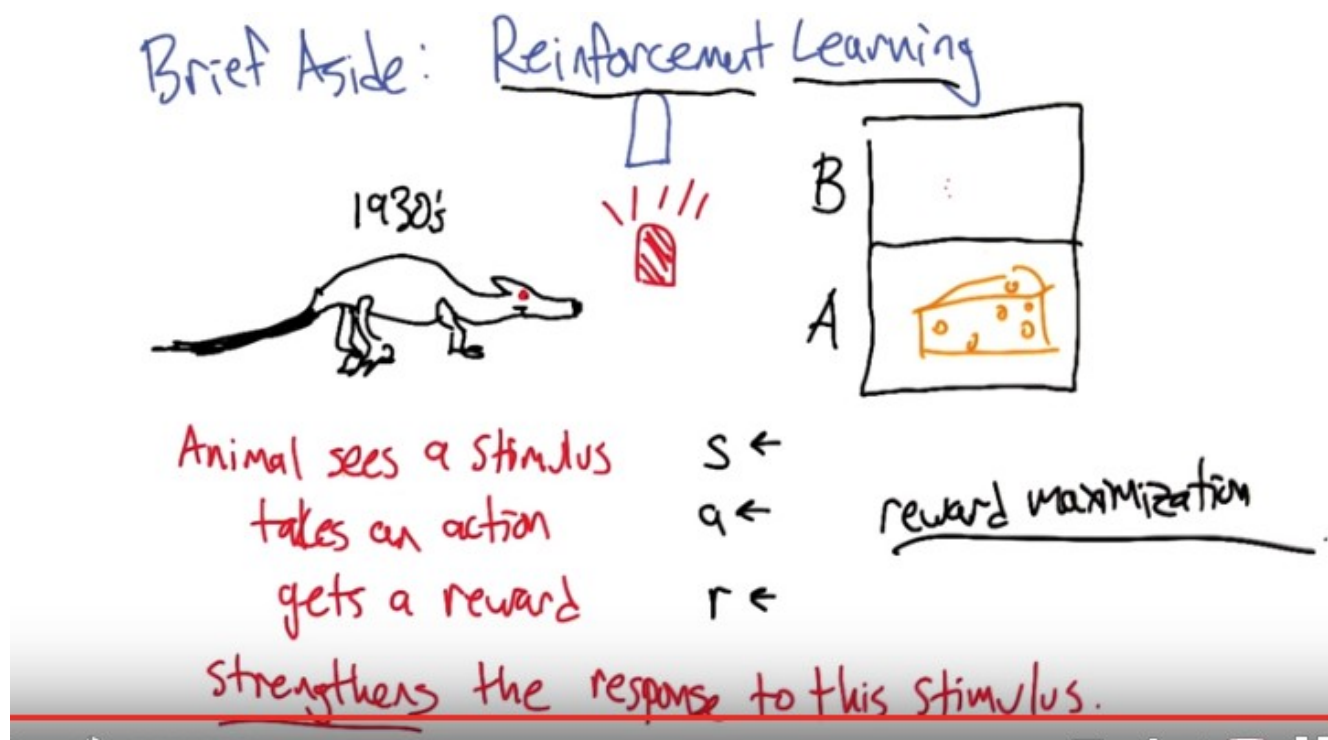 Brief Aside: Reinforcement Learning
1930's
B
A
Animal sees a stimulus s ←
takes an action a ←
gets a reward r ←
reward maximization
strengthens the response to this stimulus.